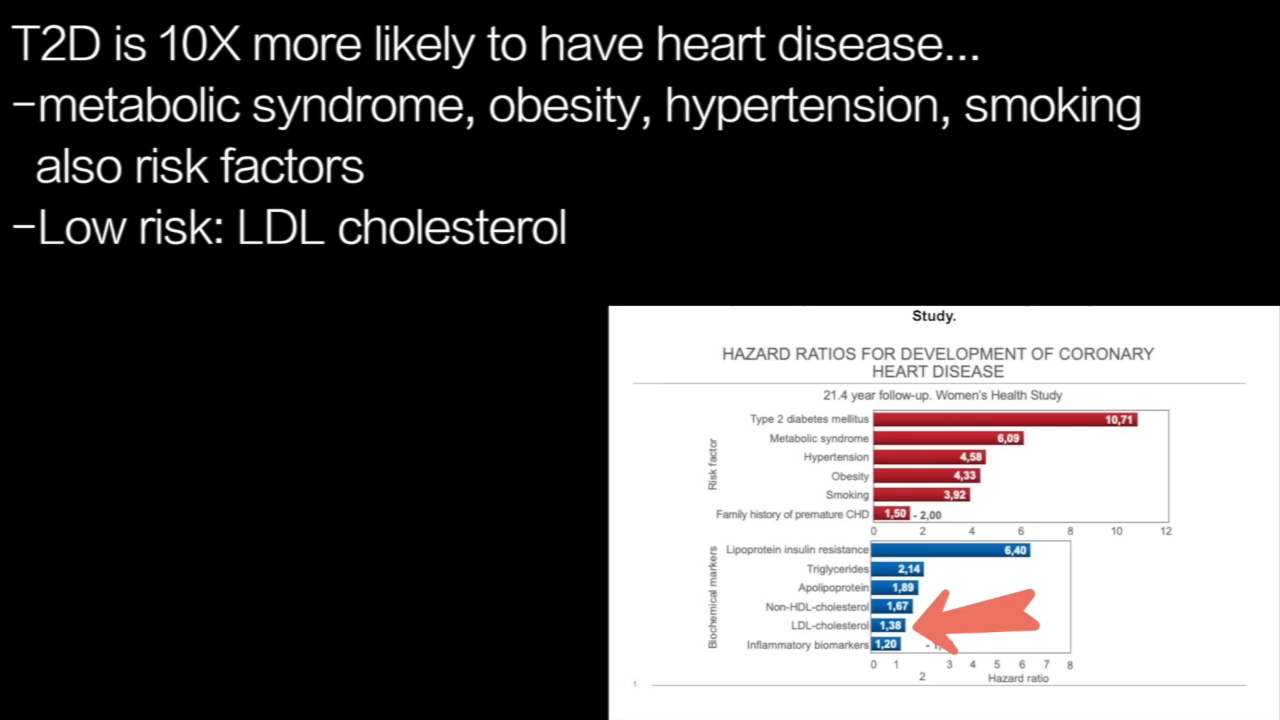 T2D is 10X more likely to have heart disease...
-metabolic syndrome, obesity, hypertension, smoking
also risk factors
-Low risk: LDL cholesterol
Study.
HAZARD RATIOS FOR DEVELOPMENT OF CORONARY
HEART DISEASE
21.4 year follow-up. Women's Health Study
Risk factor
Type 2 diabetes mellitus 10,71
Metabolic syndrome 6,09
Hypertension 4,58
Obesity 4,33
Smoking 3,92
Family history of premature CHD 1,50 - 2,00
0 2 4 6 8 10 12
Biochemical markers
Lipoprotein insulin resistance 6,40
Triglycerides 2,14
Apolipoprotein 1,89
Non-HDL-cholesterol 1,67
LDL-cholesterol 1,38
Inflammatory biomarkers 1,20
0 1 2 3 4 5 6 7 8
Hazard ratio
1